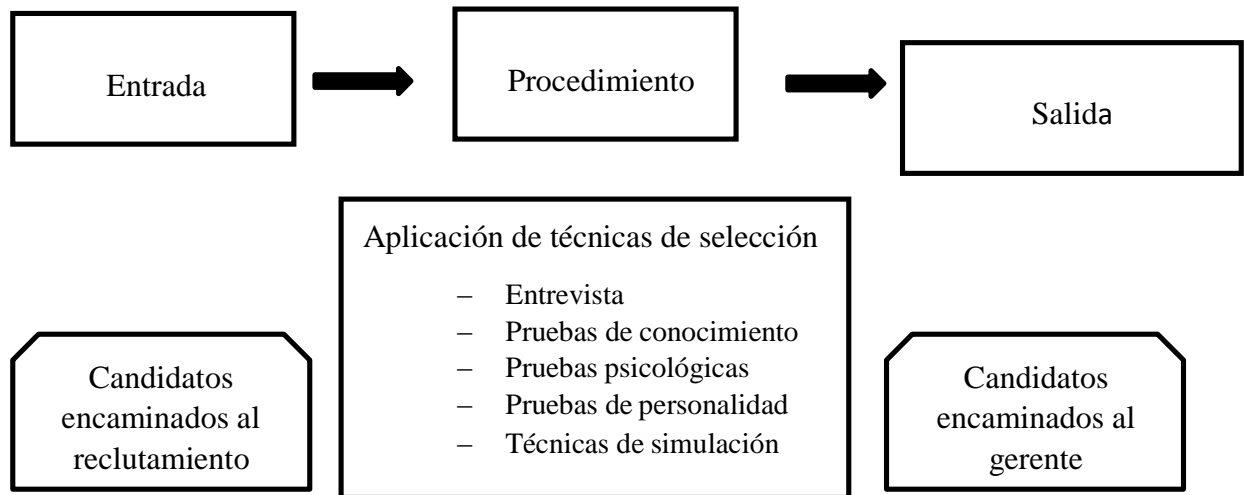 Entrada
Procedimiento
Salida
Aplicación de técnicas de selección
– Entrevista
– Pruebas de conocimiento
– Pruebas psicológicas
– Pruebas de personalidad
– Técnicas de simulación
Candidatos
encaminados al
reclutamiento
Candidatos
encaminados al
gerente